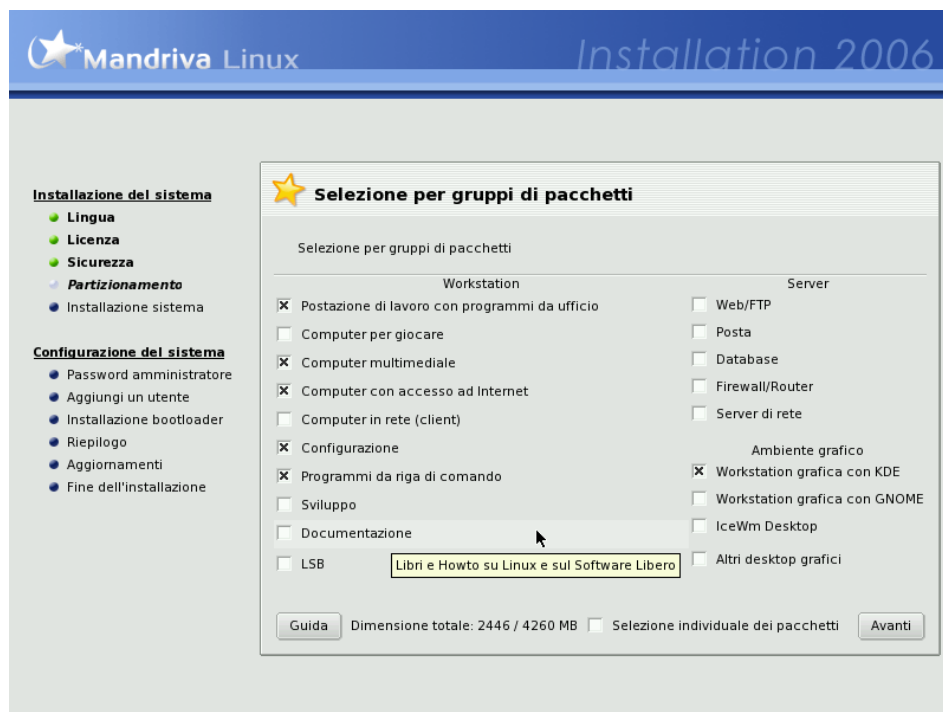 Mandriva Linux
Installation 2006
Installazione del sistema
Lingua
Licenza
Sicurezza
Partizionamento
Installazione sistema
Configurazione del sistema
Password amministratore
Aggiungi un utente
Installazione bootloader
Riepilogo
Aggiornamenti
Fine dell'installazione
Selezione per gruppi di pacchetti
Selezione per gruppi di pacchetti
Workstation
Postazione di lavoro con programmi da ufficio
Computer per giocare
Computer multimediale
Computer con accesso ad Internet
Computer in rete (client)
Configurazione
Programmi da riga di comando
Sviluppo
Documentazione
LSB
Libri e Howto su Linux e sul Software Libero
Server
Web/FTP
Posta
Database
Firewall/Router
Server di rete
Ambiente grafico
Workstation grafica con KDE
Workstation grafica con GNOME
IceWm Desktop
Altri desktop grafici
Guida
Dimensione totale: 2446 / 4260 MB
Selezione individuale dei pacchetti
Avanti